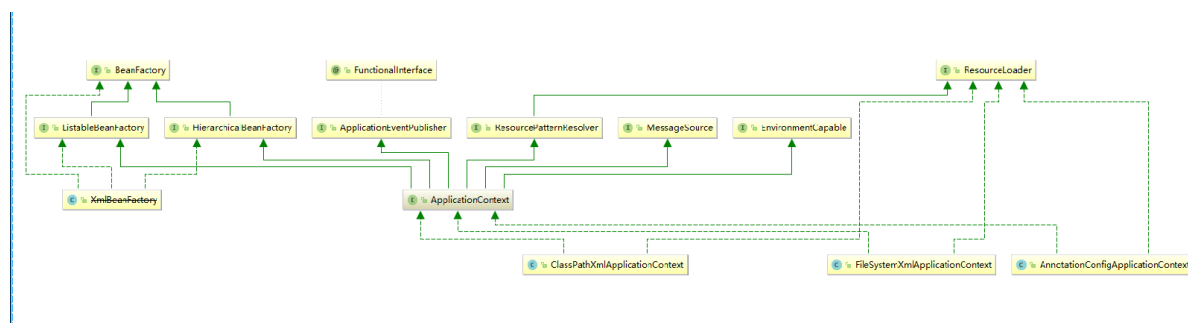 BeanFactory
FunctionalInterface
ResourceLoader
ListableBeanFactory
HierarchicalBeanFactory
ApplicationEventPublisher
ResourcePatternResolver
MessageSource
EnvironmentCapable
XmlBeanFactory
ApplicationContext
ClassPathXmlApplicationContext
FileSystemXmlApplicationContext
AnnotationConfigApplicationContext